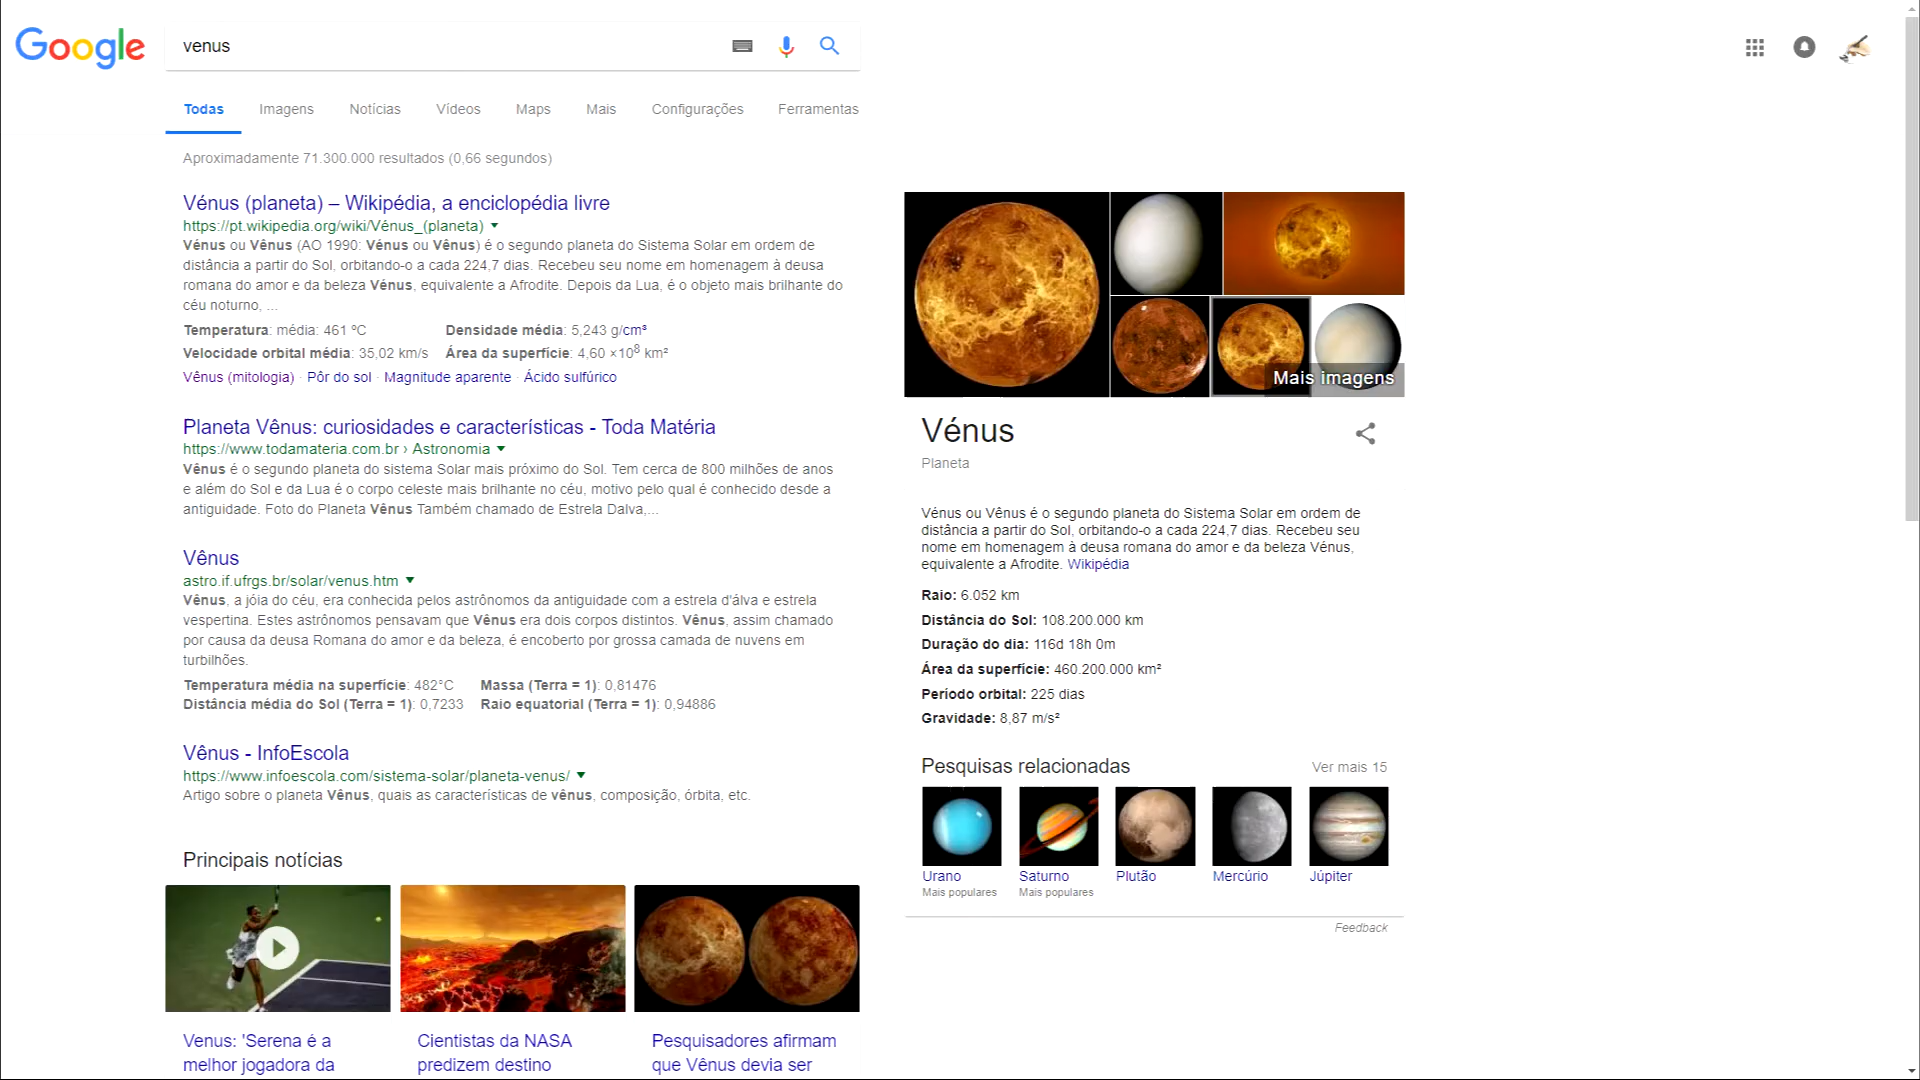 Google
venus
Todas Imagens Notícias Vídeos Maps Mais Configurações Ferramentas
Aproximadamente 71.300.000 resultados (0,66 segundos)
Vénus (planeta) – Wikipédia, a enciclopédia livre
https://pt.wikipedia.org/wiki/Vénus_(planeta)
Vénus ou Vênus (AO 1990: Vénus ou Vênus) é o segundo planeta do Sistema Solar em ordem de
distância a partir do Sol, orbitando-o a cada 224,7 dias. Recebeu seu nome em homenagem à deusa
romana do amor e da beleza Vénus, equivalente a Afrodite. Depois da Lua, é o objeto mais brilhante do
céu noturno, ...
Temperatura: média: 461 ºC Densidade média: 5,243 g/cm³
Velocidade orbital média: 35,02 km/s Área da superfície: 4,60 ×10⁸ km²
Vênus (mitologia) · Pôr do sol · Magnitude aparente · Ácido sulfúrico
Planeta Vênus: curiosidades e características - Toda Matéria
https://www.todamateria.com.br › Astronomia
Vênus é o segundo planeta do sistema Solar mais próximo do Sol. Tem cerca de 800 milhões de anos
e além do Sol e da Lua é o corpo celeste mais brilhante no céu, motivo pelo qual é conhecido desde a
antiguidade. Foto do Planeta Vênus Também chamado de Estrela Dalva,...
Vênus
astro.if.ufrgs.br/solar/venus.htm
Vênus, a jóia do céu, era conhecida pelos astrônomos da antiguidade com a estrela d'álva e estrela
vespertina. Estes astrônomos pensavam que Vênus era dois corpos distintos. Vênus, assim chamado
por causa da deusa Romana do amor e da beleza, é encoberto por grossa camada de nuvens em
turbilhões.
Temperatura média na superfície: 482°C Massa (Terra = 1): 0,81476
Distância média do Sol (Terra = 1): 0,7233 Raio equatorial (Terra = 1): 0,94886
Vênus - InfoEscola
https://www.infoescola.com/sistema-solar/planeta-venus/
Artigo sobre o planeta Vênus, quais as características de vênus, composição, órbita, etc.
Principais notícias
Venus: 'Serena é a
melhor jogadora da
Cientistas da NASA
predizem destino
Pesquisadores afirmam
que Vênus devia ser
Mais imagens
Vénus
Planeta
Vénus ou Vênus é o segundo planeta do Sistema Solar em ordem de
distância a partir do Sol, orbitando-o a cada 224,7 dias. Recebeu seu
nome em homenagem à deusa romana do amor e da beleza Vénus,
equivalente a Afrodite. Wikipédia
Raio: 6.052 km
Distância do Sol: 108.200.000 km
Duração do dia: 116d 18h 0m
Área da superfície: 460.200.000 km²
Período orbital: 225 dias
Gravidade: 8,87 m/s²
Pesquisas relacionadas Ver mais 15
Urano Saturno Plutão Mercúrio Júpiter
Mais populares Mais populares
Feedback